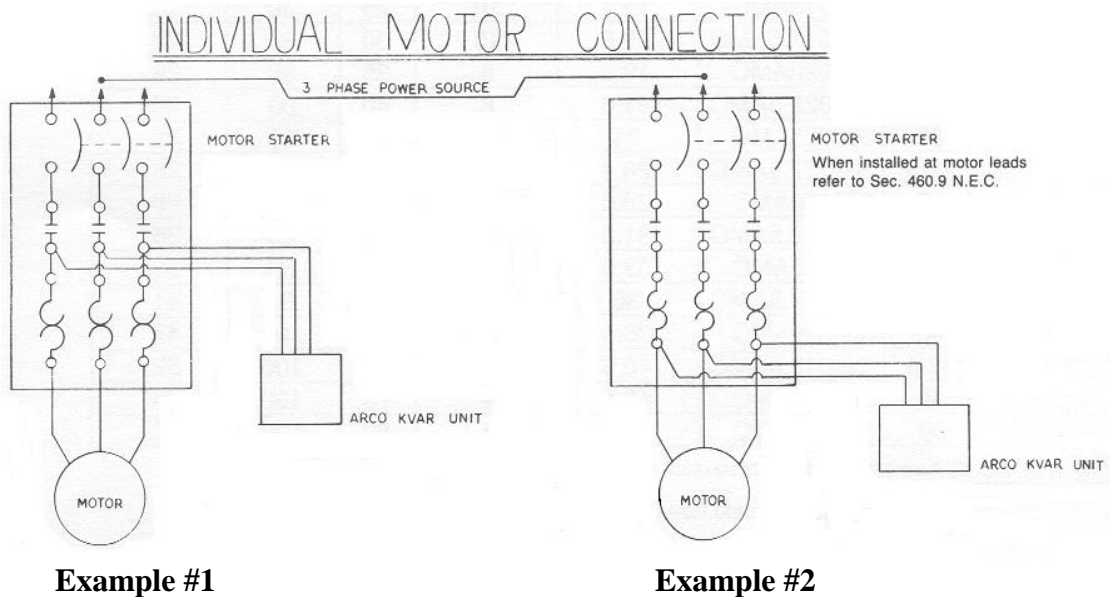 INDIVIDUAL MOTOR CONNECTION
3 PHASE POWER SOURCE
MOTOR STARTER
ARCO KVAR UNIT
MOTOR
Example #1
MOTOR STARTER
When installed at motor leads
refer to Sec. 460.9 N.E.C.
ARCO KVAR UNIT
MOTOR
Example #2